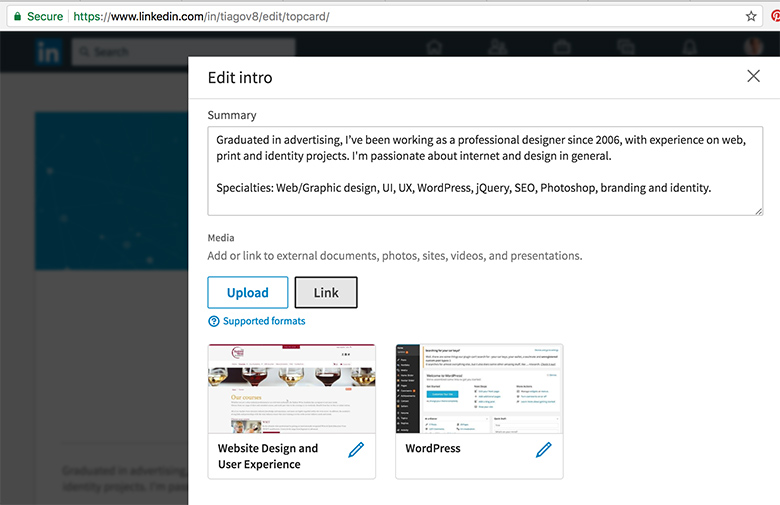 Secure https://www.linkedin.com/in/tiagov8/edit/topcard/
in Search
Edit intro
Summary
Graduated in advertising, I've been working as a professional designer since 2006, with experience on web,
print and identity projects. I'm passionate about internet and design in general.
Specialties: Web/Graphic design, UI, UX, WordPress, jQuery, SEO, Photoshop, branding and identity.
Media
Add or link to external documents, photos, sites, videos, and presentations.
Upload Link
Supported formats
Our courses
Welcome to WordPress!
Website Design and
User Experience
WordPress
Graduated in advertising,
identity projects. I'm p